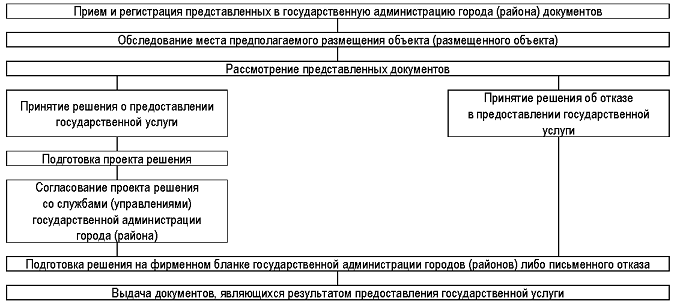 Прием и регистрация представленных в государственную администрацию города (района) документов
Обследование места предполагаемого размещения объекта (размещенного объекта)
Рассмотрение представленных документов
Принятие решения о предоставлении
государственной услуги
Принятие решения об отказе
в предоставлении государственной
услуги
Подготовка проекта решения
Согласование проекта решения
со службами (управлениями)
государственной администрации
города (района)
Подготовка решения на фирменном бланке государственной администрации городов (районов) либо письменного отказа
Выдача документов, являющихся результатом предоставления государственной услуги